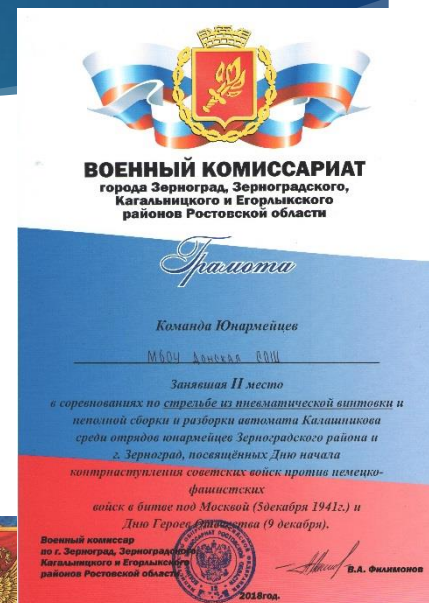 ВОЕННЫЙ КОМИССАРИАТ
города Зерноград, Зерноградского,
Кагальницкого и Егорлыкского
районов Ростовской области
Грамота
Команда Юнармейцев
МБОУ Донская СОШ
Занявшая II место
в соревнованиях по стрельбе из пневматической винтовки и
неполной сборки и разборки автомата Калашникова
среди отрядов юнармейцев Зерноградского района и
г. Зерноград, посвящённых Дню начала
контрнаступления советских войск против немецко-
фашистских
войск в битве под Москвой (5декабря 1941г.) и
Дню Героев Отечества (9 декабря).
Военный комиссар
по г. Зерноград, Зерноградского,
Кагальницкого и Егорлыкского
районов Ростовской области
В.А. Филимонов
2018год.